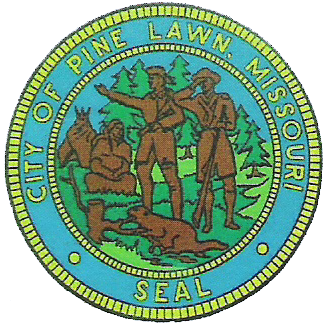 CITY OF PINE LAWN, MISSOURI
SEAL